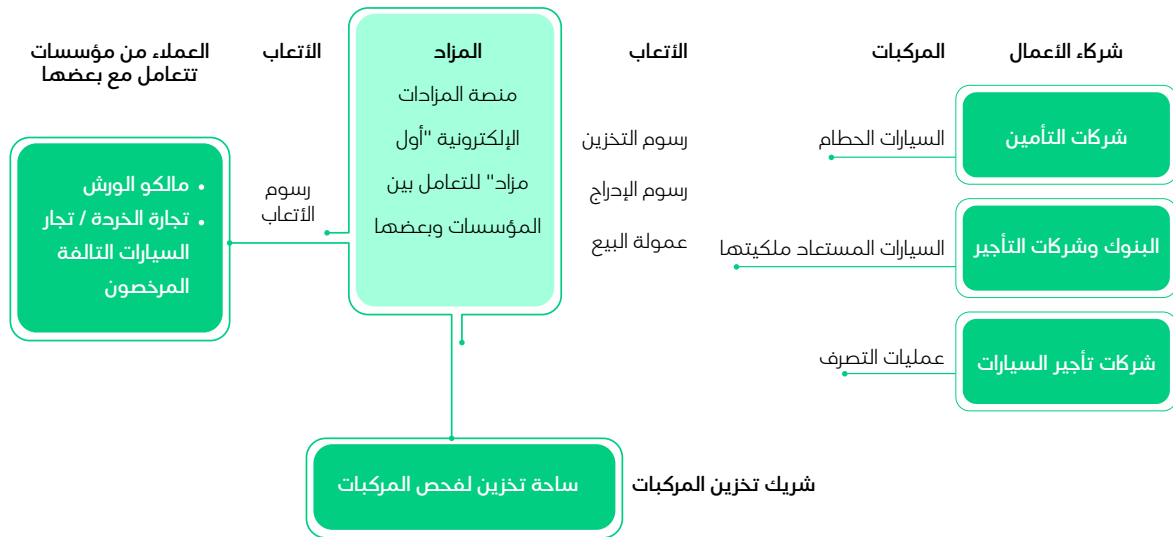 شركاء الأعمال
شركات التأمين
البنوك وشركات التأجير
شركات تأجير السيارات
المركبات
السيارات الحطام
السيارات المستعاد ملكيتها
عمليات التصرف
الأتعاب
رسوم التخزين
رسوم الإدراج
عمولة البيع
المزاد
منصة المزادات
الإلكترونية "أول
مزاد" للتعامل بين
المؤسسات وبعضها
الأتعاب
رسوم
الأتعاب
العملاء من مؤسسات
تتعامل مع بعضها
• مالكو الورش
• تجارة الخردة / تجار
السيارات التالفة
المرخصون
شريك تخزين المركبات
ساحة تخزين لفحص المركبات